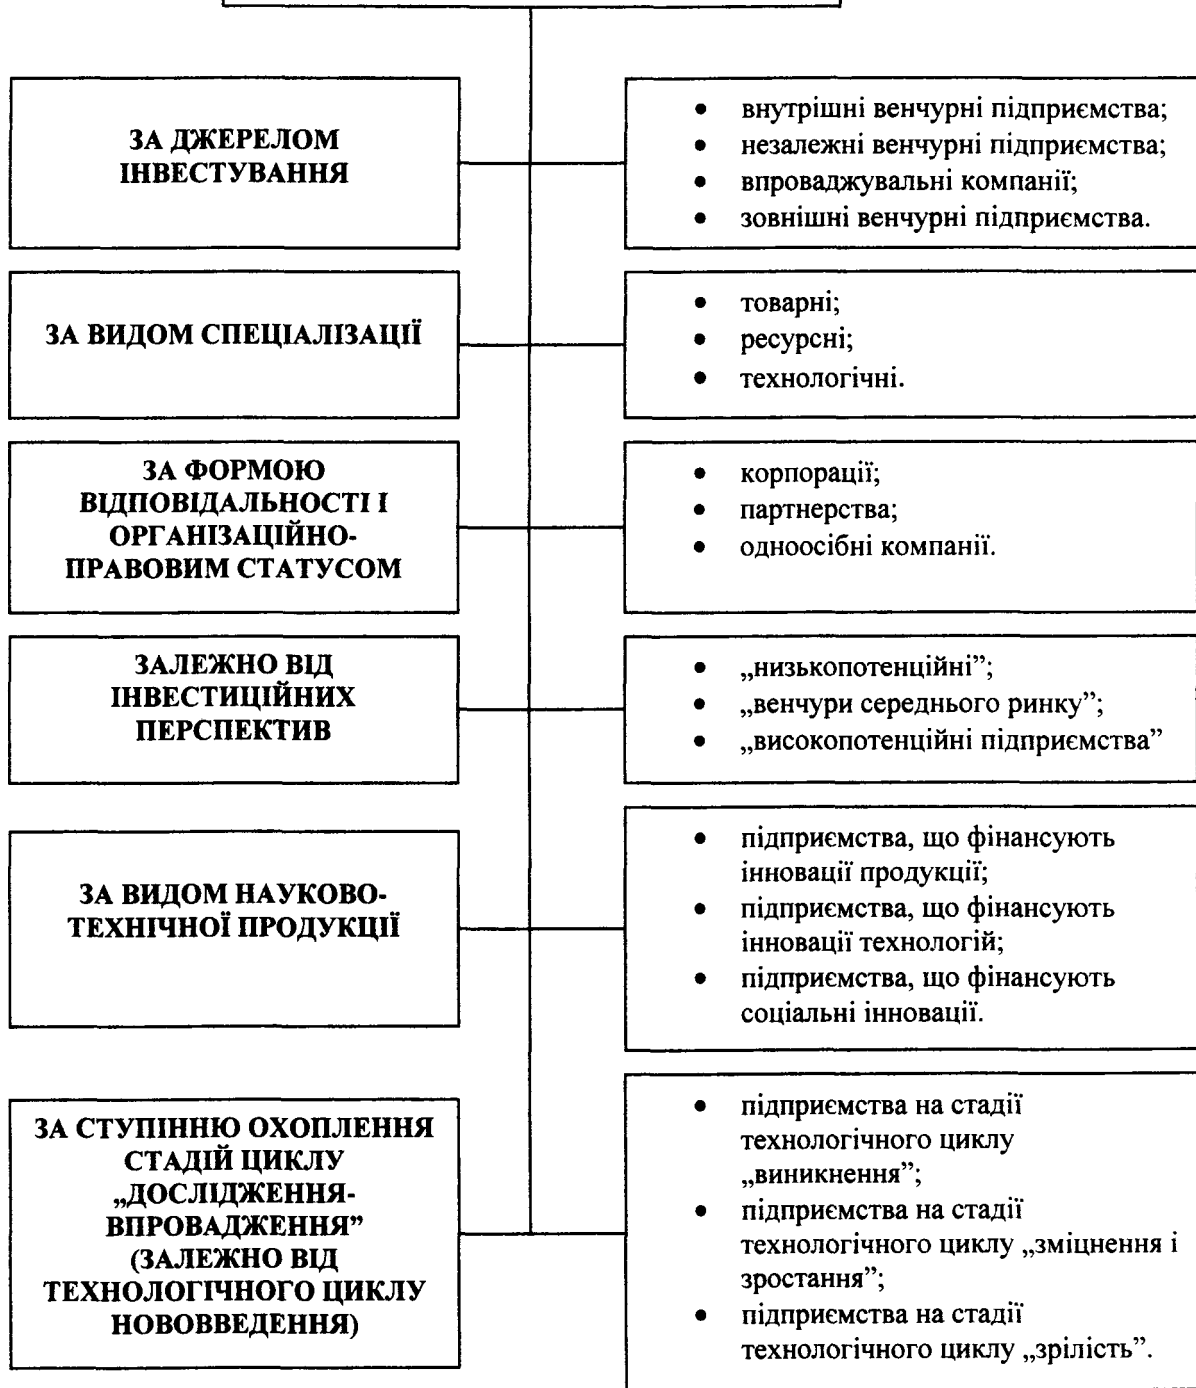 ЗА ДЖЕРЕЛОМ
ІНВЕСТУВАННЯ
• внутрішні венчурні підприємства;
• незалежні венчурні підприємства;
• впроваджувальні компанії;
• зовнішні венчурні підприємства.
ЗА ВИДОМ СПЕЦІАЛІЗАЦІЇ
• товарні;
• ресурсні;
• технологічні.
ЗА ФОРМОЮ
ВІДПОВІДАЛЬНОСТІ І
ОРГАНІЗАЦІЙНО-
ПРАВОВИМ СТАТУСОМ
• корпорації;
• партнерства;
• одноосібні компанії.
ЗАЛЕЖНО ВІД
ІНВЕСТИЦІЙНИХ
ПЕРСПЕКТИВ
• „низькопотенційні”;
• „венчури середнього ринку”;
• „високопотенційні підприємства”
ЗА ВИДОМ НАУКОВО-
ТЕХНІЧНОЇ ПРОДУКЦІЇ
• підприємства, що фінансують
інновації продукції;
• підприємства, що фінансують
інновації технологій;
• підприємства, що фінансують
соціальні інновації.
ЗА СТУПІННЮ ОХОПЛЕННЯ
СТАДІЙ ЦИКЛУ
„ДОСЛІДЖЕННЯ-
ВПРОВАДЖЕННЯ”
(ЗАЛЕЖНО ВІД
ТЕХНОЛОГІЧНОГО ЦИКЛУ
НОВОВВЕДЕННЯ)
• підприємства на стадії
технологічного циклу
„виникнення”;
• підприємства на стадії
технологічного циклу „зміцнення і
зростання”;
• підприємства на стадії
технологічного циклу „зрілість”.